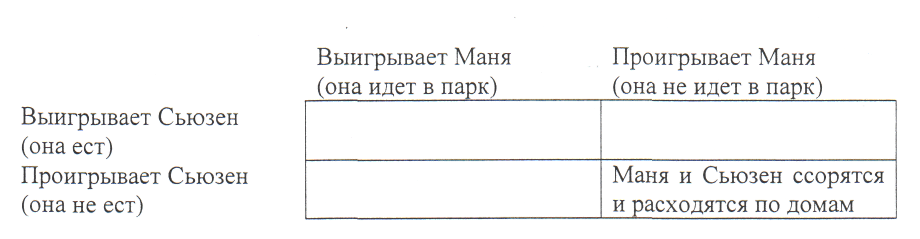 Выигрывает Маня
(она идет в парк)
Проигрывает Маня
(она не идет в парк)
Выигрывает Сьюзен
(она ест)
Проигрывает Сьюзен
(она не ест)
Маня и Сьюзен ссорятся
и расходятся по домам